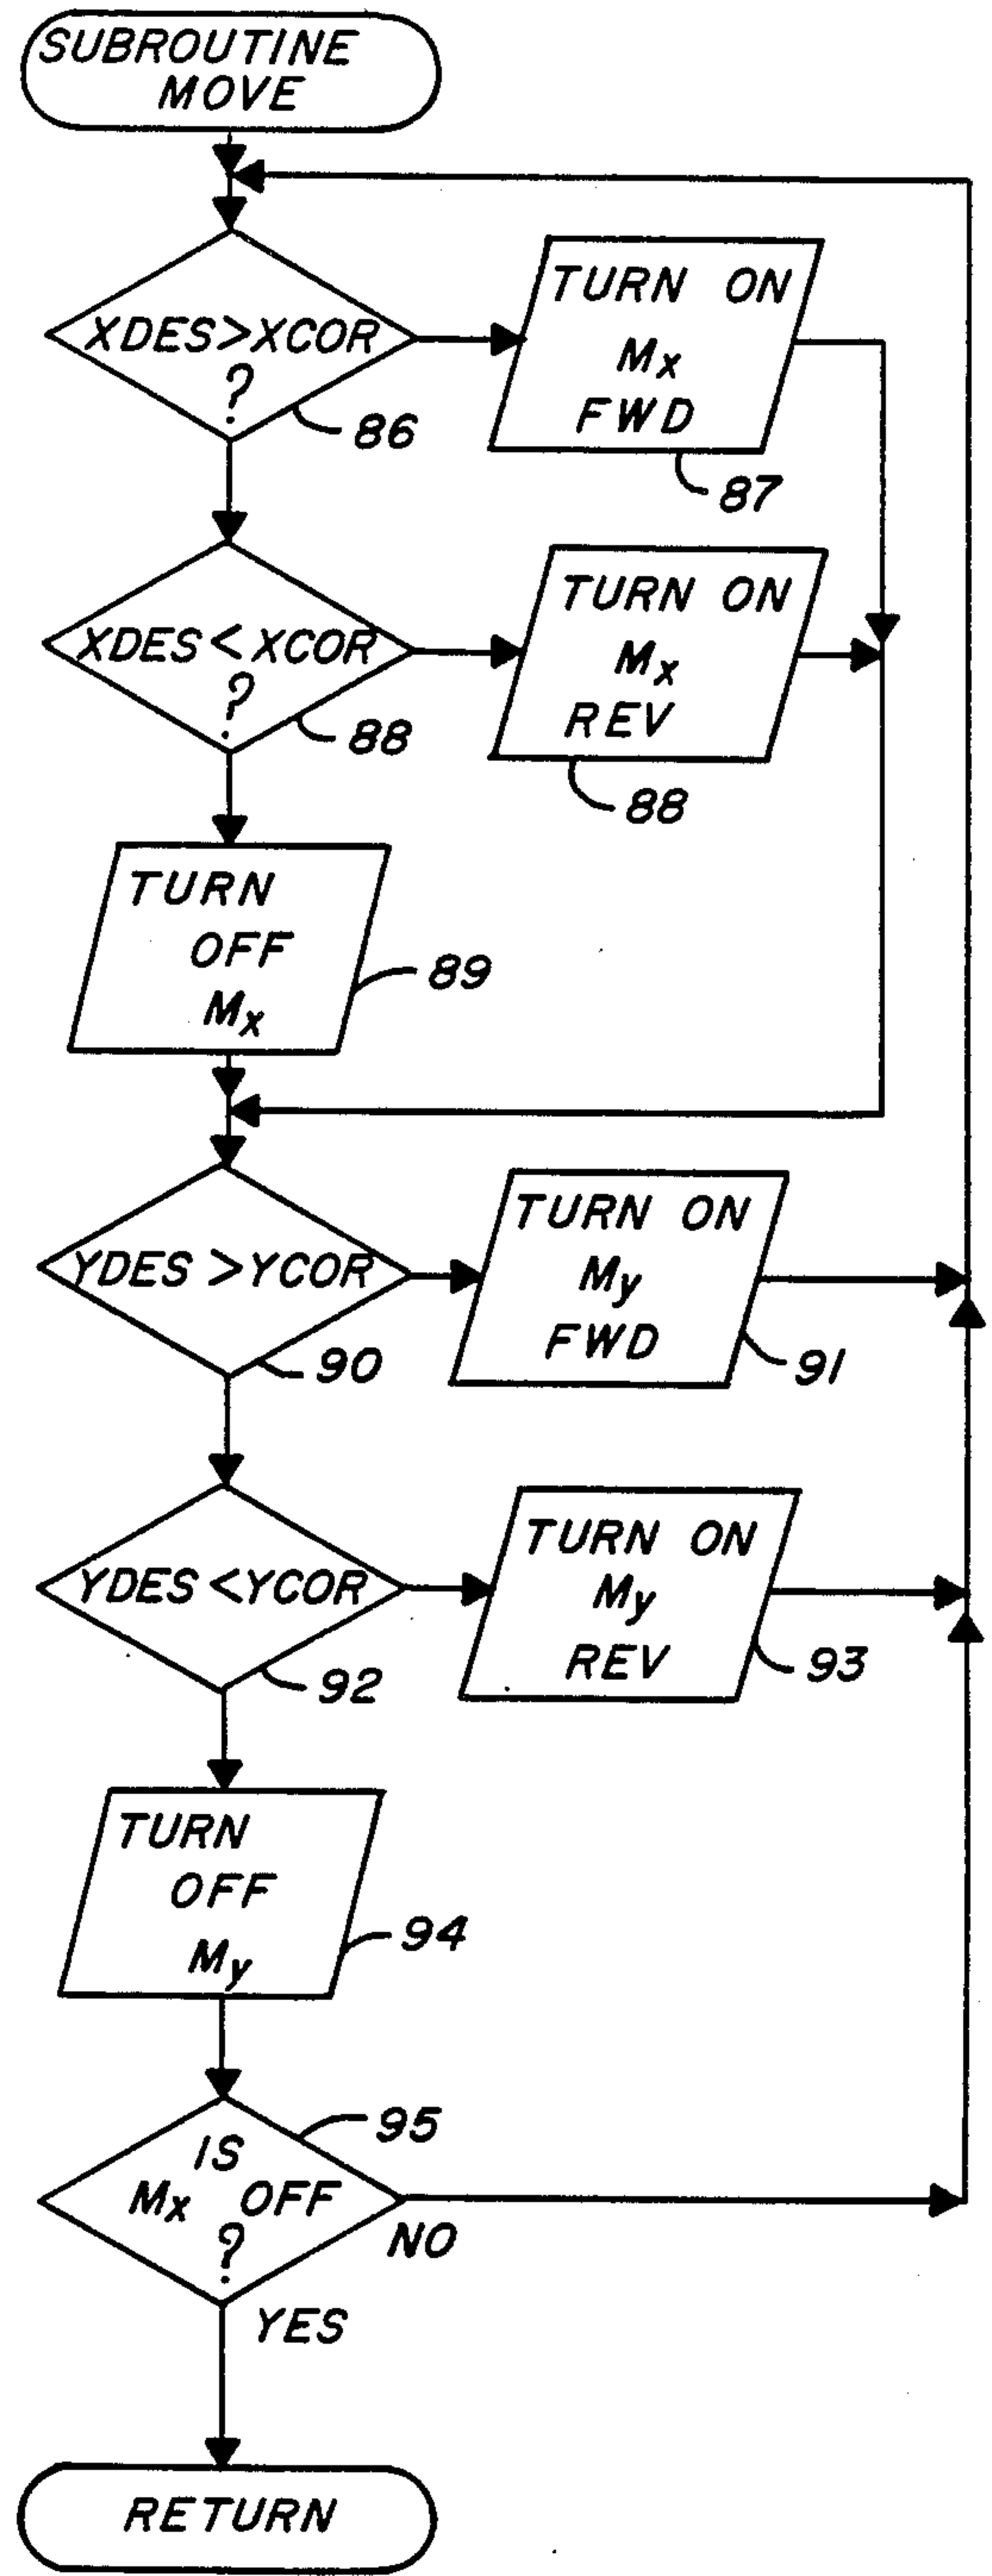 SUBROUTINE
MOVE
XDES>XCOR
?
86
TURN ON
Mx
FWD
87
XDES<XCOR
?
88
TURN ON
Mx
REV
88
TURN
OFF
Mx
89
YDES >YCOR
90
TURN ON
My
FWD
91
YDES <YCOR
92
TURN ON
My
REV
93
TURN
OFF
My
94
95
IS
Mx OFF
?
NO
YES
RETURN